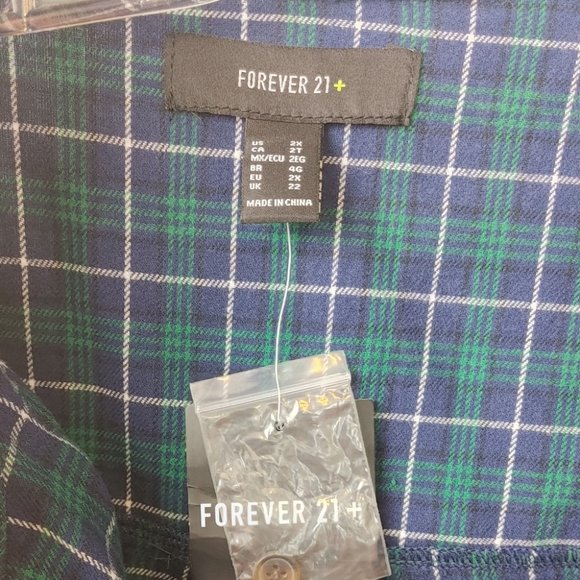 FOREVER 21+
US 2X
CA 2T
MX/ECU 2EG
BR 4G
EU 2X
UK 22
MADE IN CHINA
FOREVER 21+